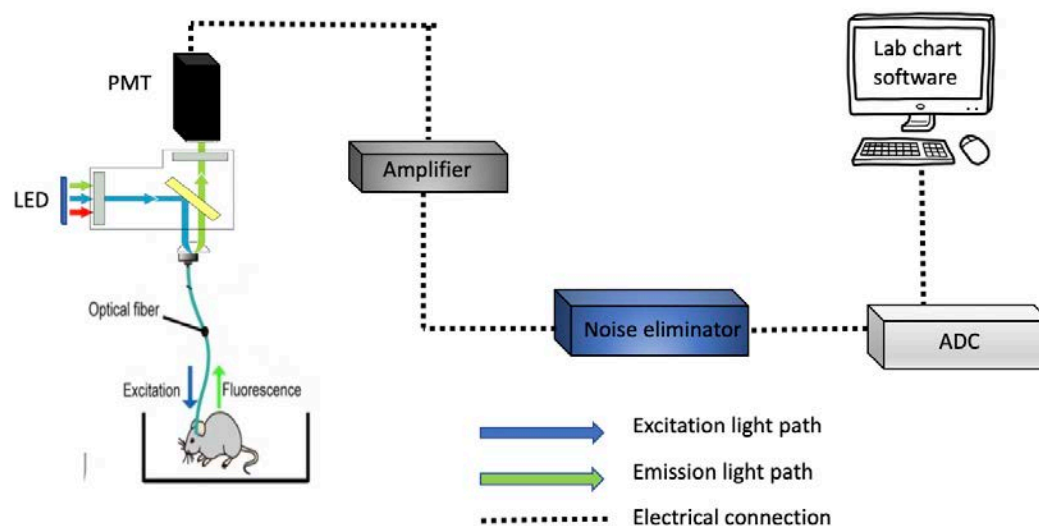 PMT
Lab chart
software
Amplifier
LED
Optical fiber
Noise eliminator
ADC
Excitation
Fluorescence
Excitation light path
Emission light path
Electrical connection